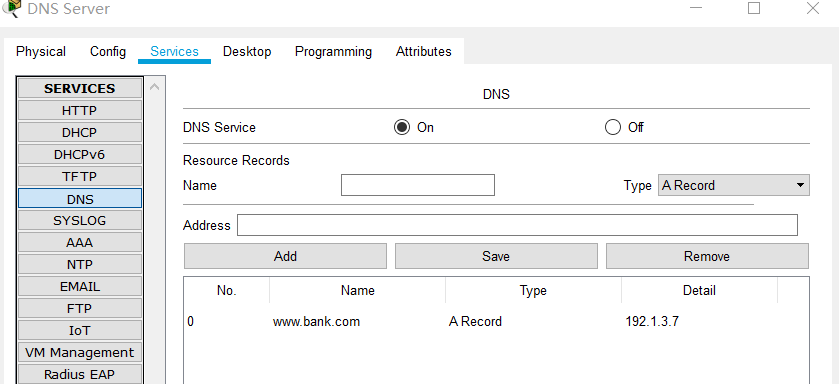 DNS Server
Physical Config Services Desktop Programming Attributes
SERVICES
HTTP
DHCP
DHCPv6
TFTP
DNS
SYSLOG
AAA
NTP
EMAIL
FTP
IoT
VM Management
Radius EAP
DNS
DNS Service On Off
Resource Records
Name Type A Record
Address
Add Save Remove
No. Name Type Detail
0 www.bank.com A Record 192.1.3.7